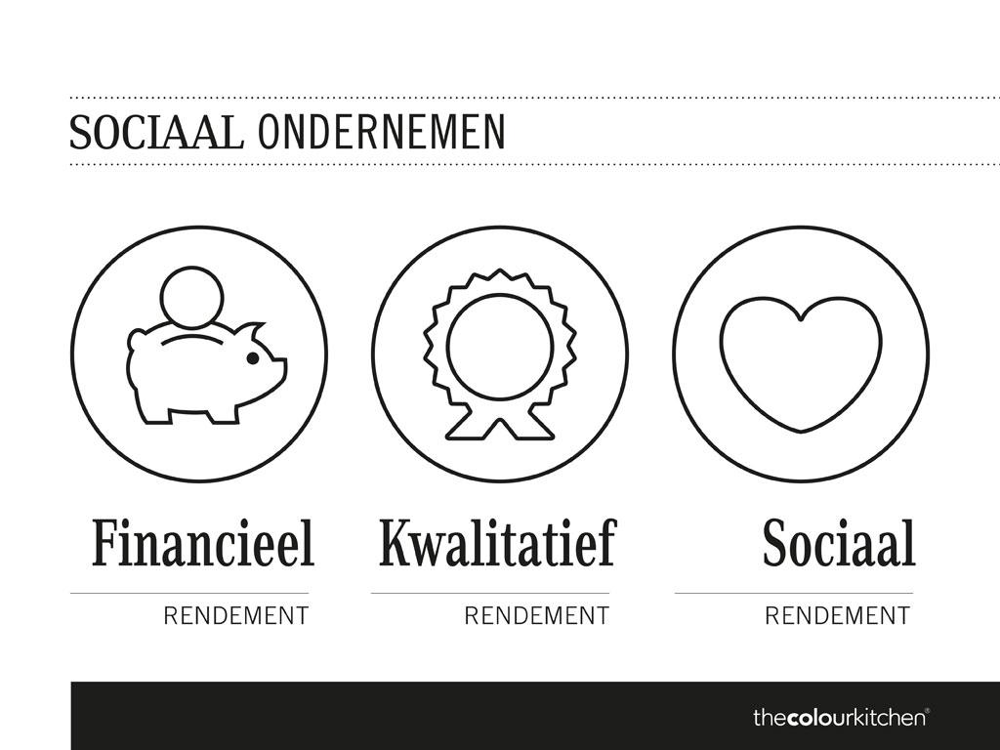 SOCIAAL ONDERNEMEN
Financieel Kwalitatief Sociaal
RENDEMENT RENDEMENT RENDEMENT
thecolourkitchen®